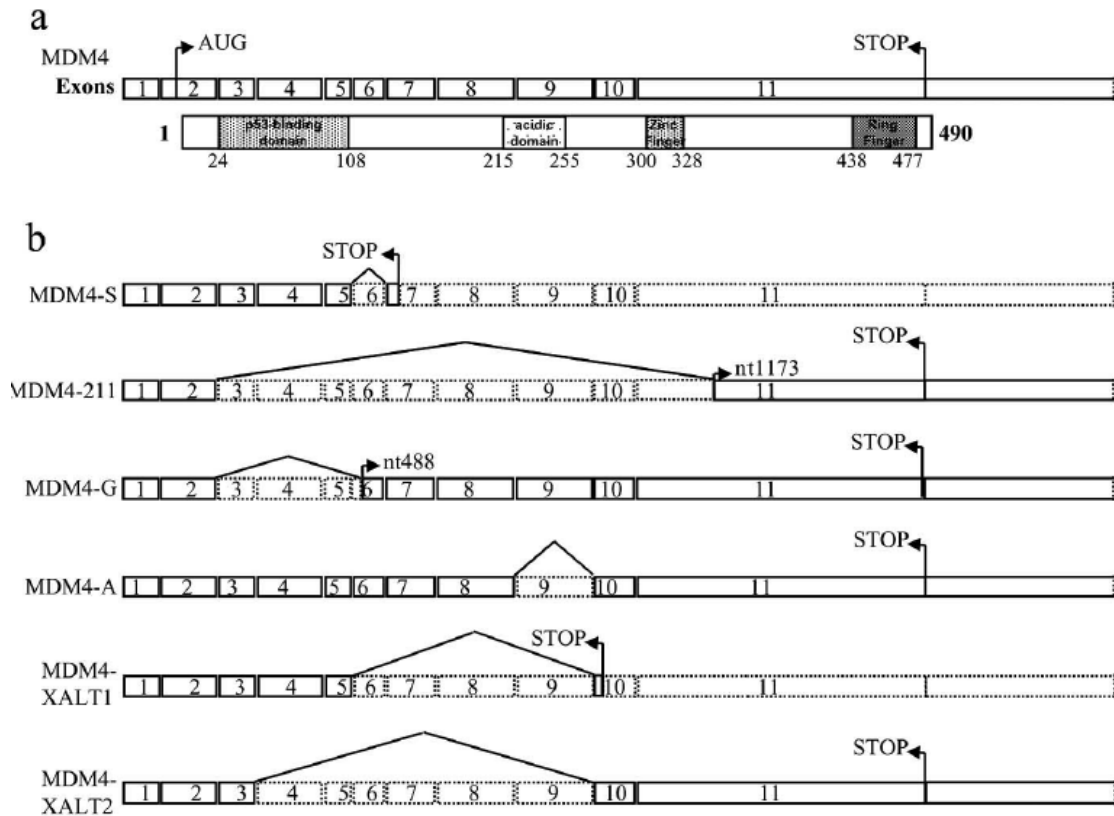 a
AUG
STOP
MDM4
Exons 1 2 3 4 5 6 7 8 9 10 11
p53-binding domain
acidic domain
Zinc Finger
Ring Finger
1 490
24 108 215 255 300 328 438 477
b
STOP
MDM4-S 1 2 3 4 5 6 7 8 9 10 11
STOP
nt1173
MDM4-211 1 2 3 4 5 6 7 8 9 10 11
STOP
nt488
MDM4-G 1 2 3 4 5 6 7 8 9 10 11
STOP
MDM4-A 1 2 3 4 5 6 7 8 9 10 11
STOP
MDM4-
XALT1 1 2 3 4 5 6 7 8 9 10 11
STOP
MDM4-
XALT2 1 2 3 4 5 6 7 8 9 10 11